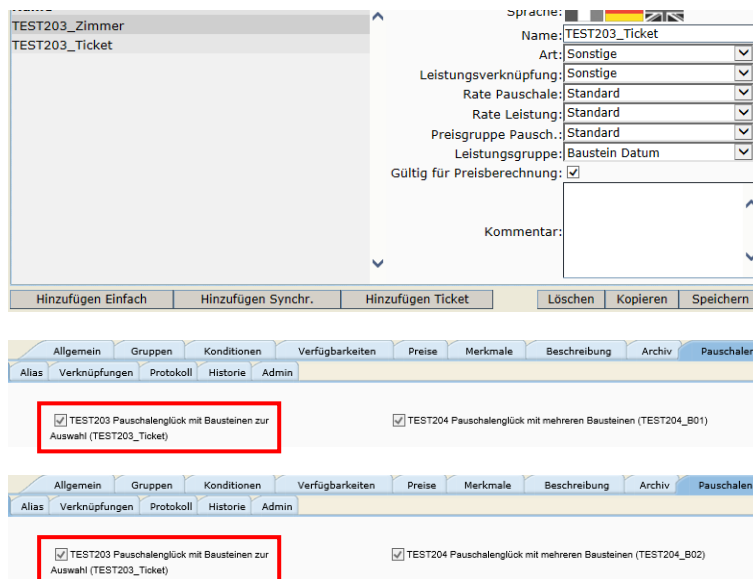 Name
Sprache:
TEST203_Zimmer
TEST203_Ticket
Name: TEST203_Ticket
Art: Sonstige
Leistungsverknüpfung: Sonstige
Rate Pauschale: Standard
Rate Leistung: Standard
Preisgruppe Pausch.: Standard
Leistungsgruppe: Baustein Datum
Gültig für Preisberechnung:
Kommentar:
Hinzufügen Einfach Hinzufügen Synchr. Hinzufügen Ticket Löschen Kopieren Speichern
Allgemein Gruppen Konditionen Verfügbarkeiten Preise Merkmale Beschreibung Archiv Pauschalen
Alias Verknüpfungen Protokoll Historie Admin
TEST203 Pauschalenglück mit Bausteinen zur TEST204 Pauschalenglück mit mehreren Bausteinen (TEST204_B01)
Auswahl (TEST203_Ticket)
Allgemein Gruppen Konditionen Verfügbarkeiten Preise Merkmale Beschreibung Archiv Pauschalen
Alias Verknüpfungen Protokoll Historie Admin
TEST203 Pauschalenglück mit Bausteinen zur TEST204 Pauschalenglück mit mehreren Bausteinen (TEST204_B02)
Auswahl (TEST203_Ticket)